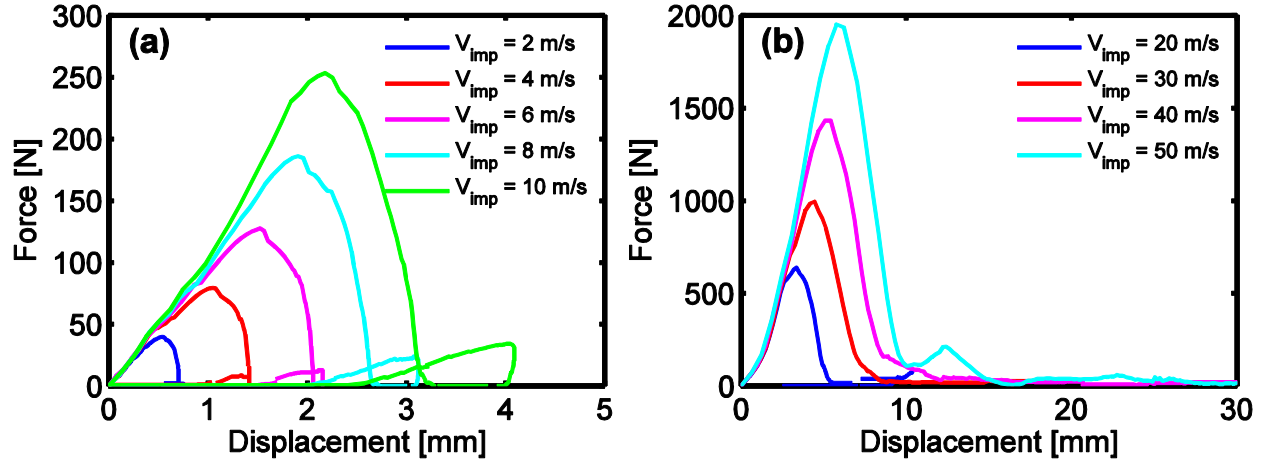 (a)
V_imp = 2 m/s
V_imp = 4 m/s
V_imp = 6 m/s
V_imp = 8 m/s
V_imp = 10 m/s
300
250
200
150
100
50
0
0 1 2 3 4 5
Force [N]
Displacement [mm]
(b)
V_imp = 20 m/s
V_imp = 30 m/s
V_imp = 40 m/s
V_imp = 50 m/s
2000
1500
1000
500
0
0 10 20 30
Force [N]
Displacement [mm]